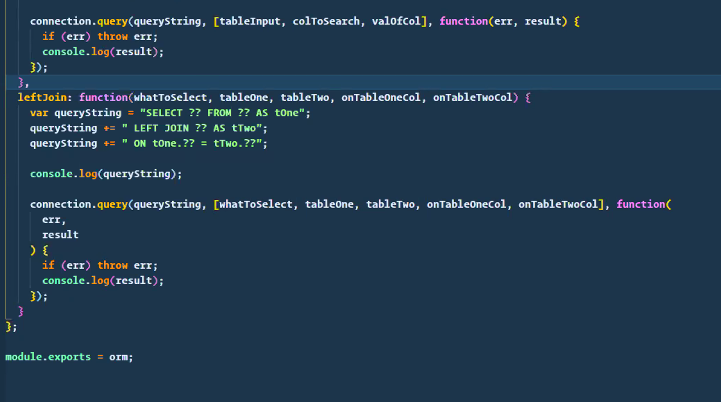 connection.query(queryString, [tableInput, colToSearch, valOfCol], function(err, result) {
if (err) throw err;
console.log(result);
});
},
leftJoin: function(whatToSelect, tableOne, tableTwo, onTableOneCol, onTableTwoCol) {
var queryString = "SELECT ?? FROM ?? AS tOne";
queryString += " LEFT JOIN ?? AS tTwo";
queryString += " ON tOne.?? = tTwo.??";
console.log(queryString);
connection.query(queryString, [whatToSelect, tableOne, tableTwo, onTableOneCol, onTableTwoCol], function(
err,
result
) {
if (err) throw err;
console.log(result);
});
}
};
module.exports = orm;